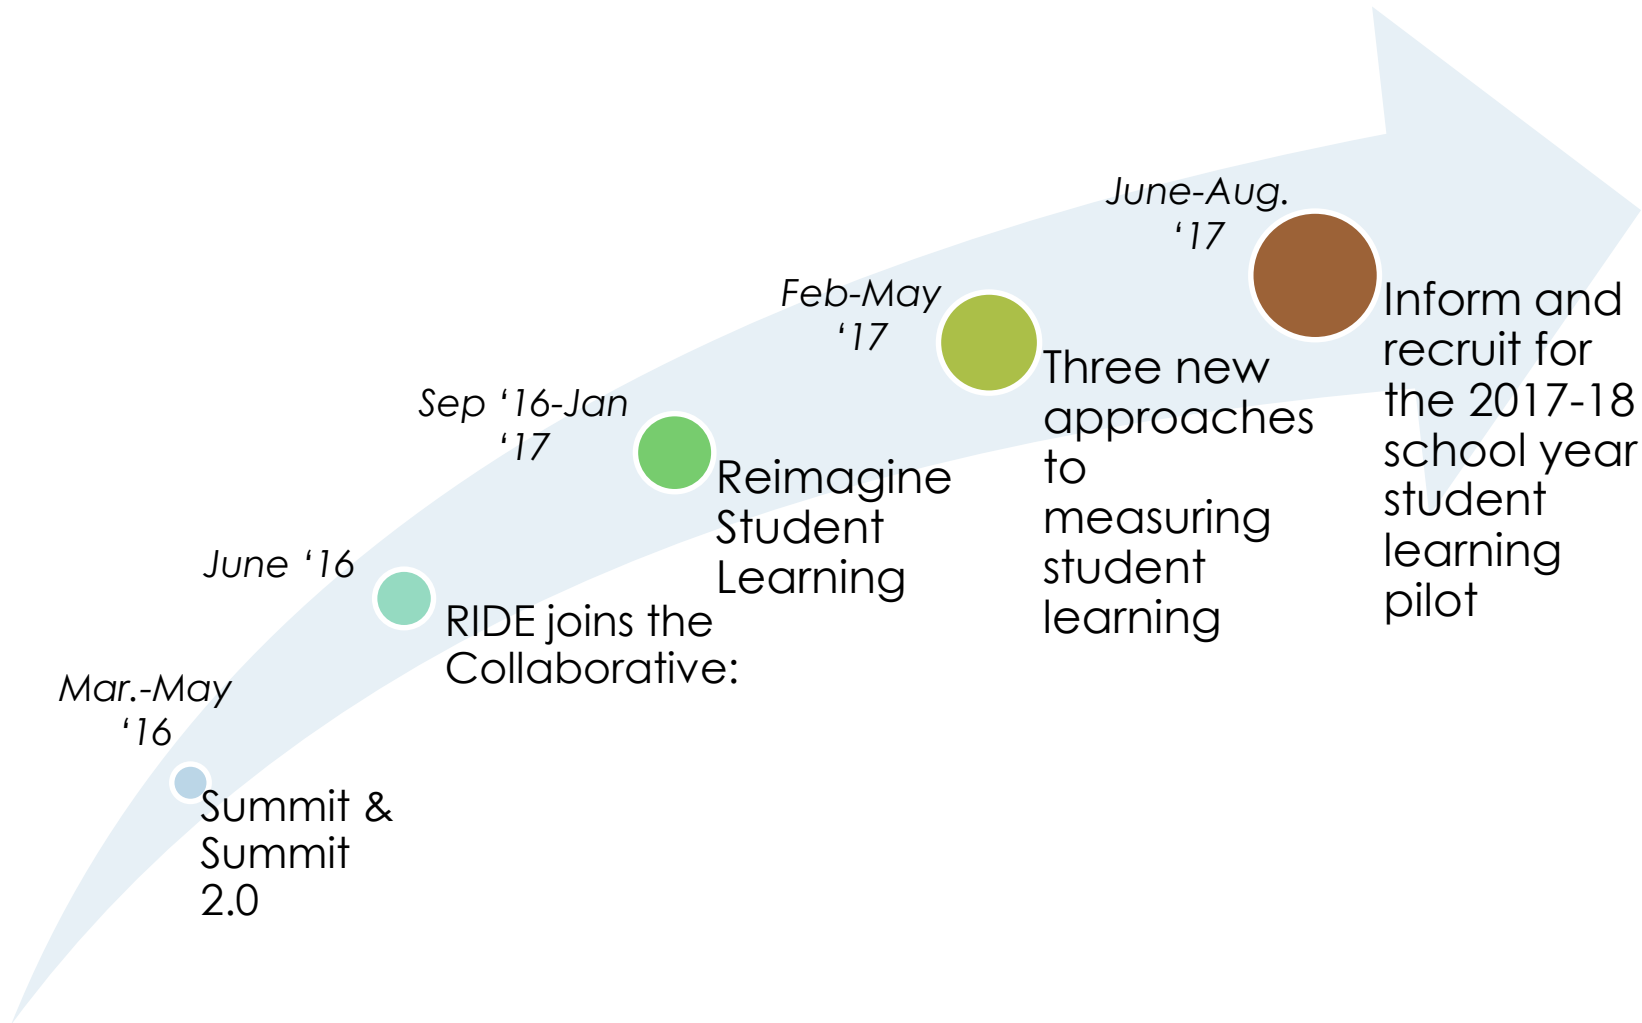 Mar.-May
‘16
Summit &
Summit
2.0
June ‘16
RIDE joins the
Collaborative:
Sep ‘16-Jan
‘17
Reimagine
Student
Learning
Feb-May
‘17
Three new
approaches
to
measuring
student
learning
June-Aug.
‘17
Inform and
recruit for
the 2017-18
school year
student
learning
pilot